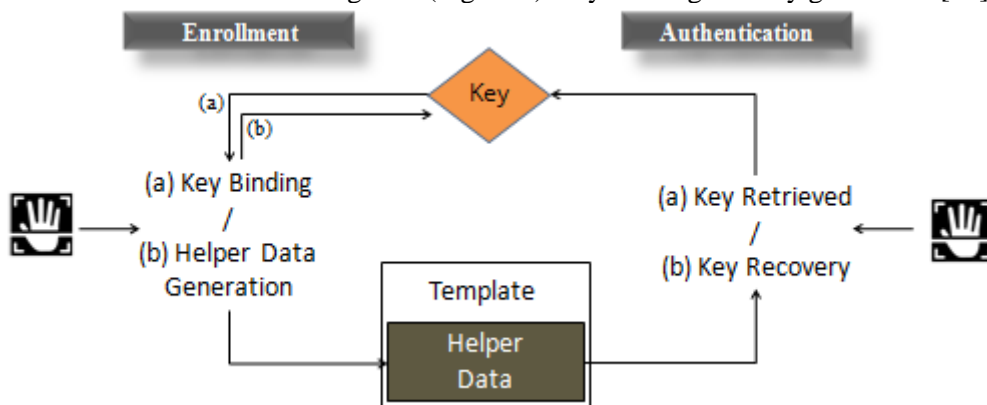 Enrollment
Authentication
Key
(a)
(b)
(a) Key Binding
/
(b) Helper Data
Generation
(a) Key Retrieved
/
(b) Key Recovery
Template
Helper
Data